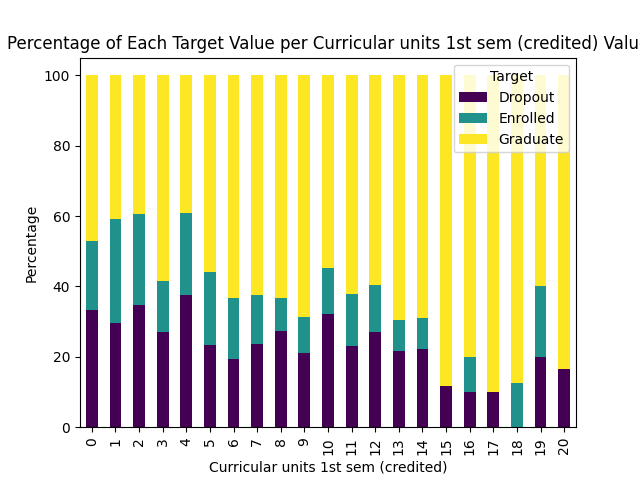 Percentage of Each Target Value per Curricular units 1st sem (credited) Valu
Target
Dropout
Enrolled
Graduate
Percentage
100
80
60
40
20
0
0 1 2 3 4 5 6 7 8 9 10 11 12 13 14 15 16 17 18 19 20
Curricular units 1st sem (credited)